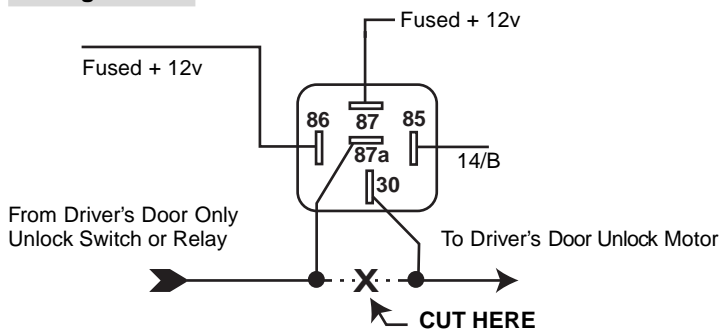 Fused + 12v
Fused + 12v
86
87
85
87a
14/B
30
From Driver's Door Only
Unlock Switch or Relay
To Driver's Door Unlock Motor
X
CUT HERE